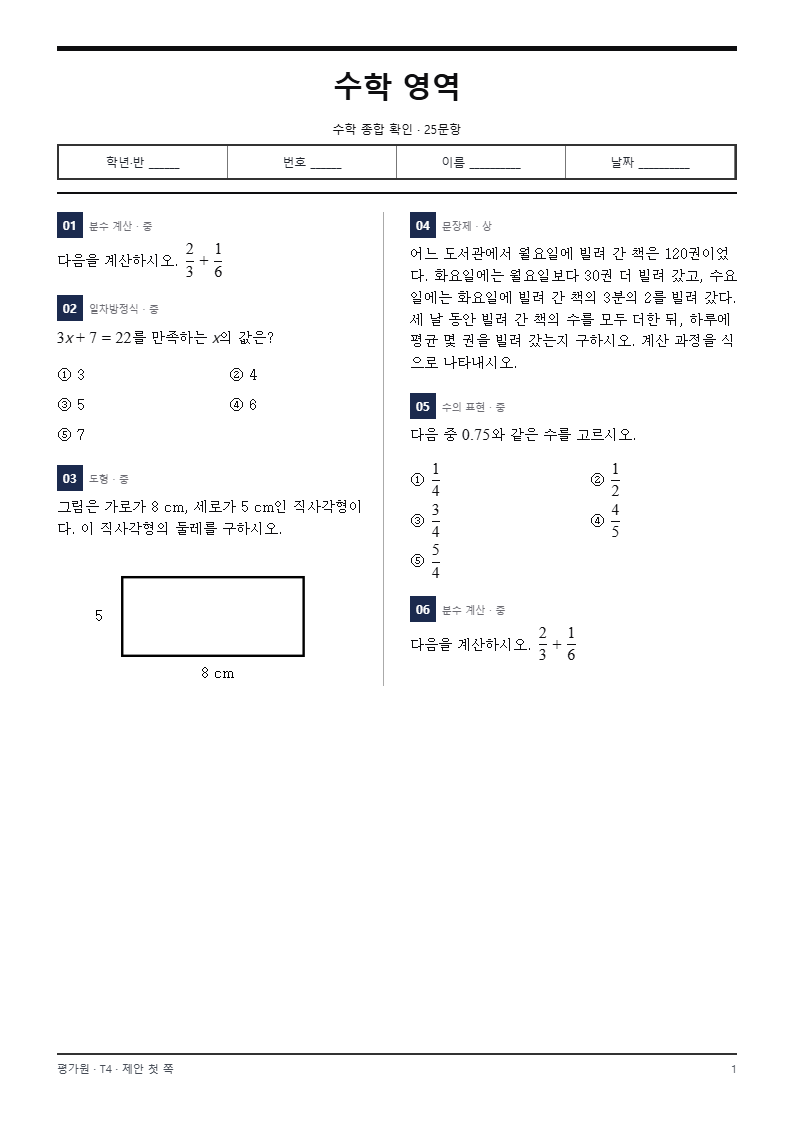 수학 영역
수학 종합 확인 · 25문항
학년·반 ______ 번호 ______ 이름 __________ 날짜 __________
01 분수 계산 · 중
다음을 계산하시오. 2/3 + 1/6
02 일차방정식 · 중
3x + 7 = 22를 만족하는 x의 값은?
① 3 ② 4
③ 5 ④ 6
⑤ 7
03 도형 · 중
그림은 가로가 8 cm, 세로가 5 cm인 직사각형이
다. 이 직사각형의 둘레를 구하시오.
5
8 cm
04 문장제 · 상
어느 도서관에서 월요일에 빌려 간 책은 120권이었
다. 화요일에는 월요일보다 30권 더 빌려 갔고, 수요
일에는 화요일에 빌려 간 책의 3분의 2를 빌려 갔다.
세 날 동안 빌려 간 책의 수를 모두 더한 뒤, 하루에
평균 몇 권을 빌려 갔는지 구하시오. 계산 과정을 식
으로 나타내시오.
05 수의 표현 · 중
다음 중 0.75와 같은 수를 고르시오.
① 1/4 ② 1/2
③ 3/4 ④ 4/5
⑤ 5/4
06 분수 계산 · 중
다음을 계산하시오. 2/3 + 1/6
평가원 · T4 · 제안 첫 쪽 1